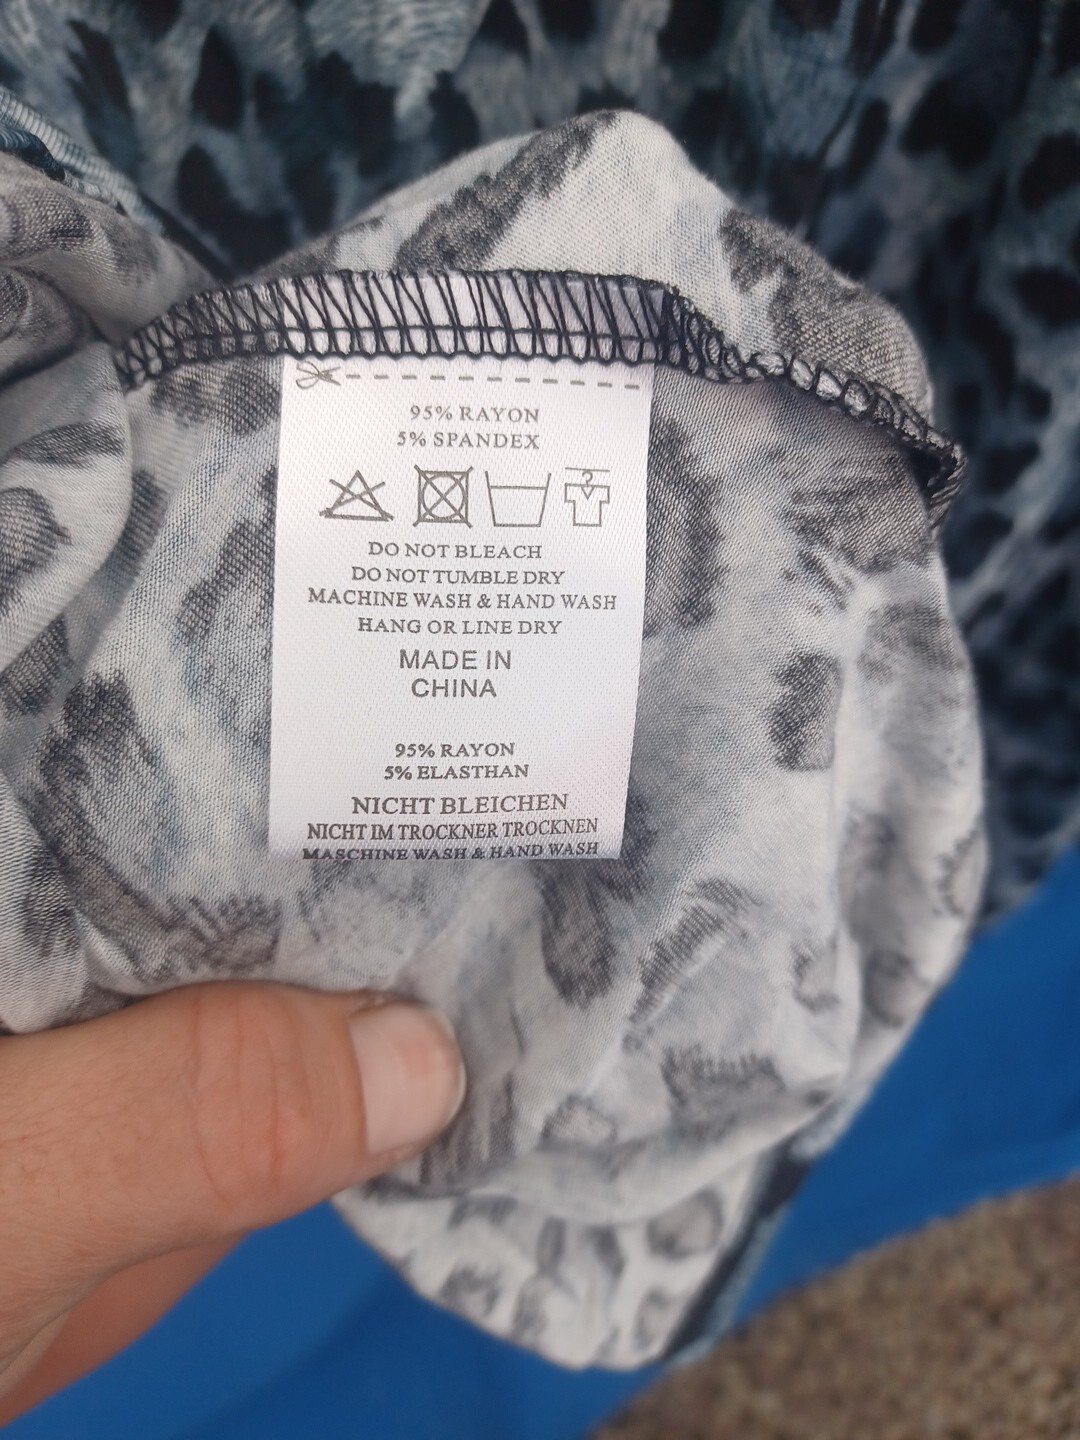 95% RAYON
5% SPANDEX
DO NOT BLEACH
DO NOT TUMBLE DRY
MACHINE WASH & HAND WASH
HANG OR LINE DRY
MADE IN
CHINA
95% RAYON
5% ELASTHAN
NICHT BLEICHEN
NICHT IM TROCKNER TROCKNEN
MASCHINE WASH & HAND WASH